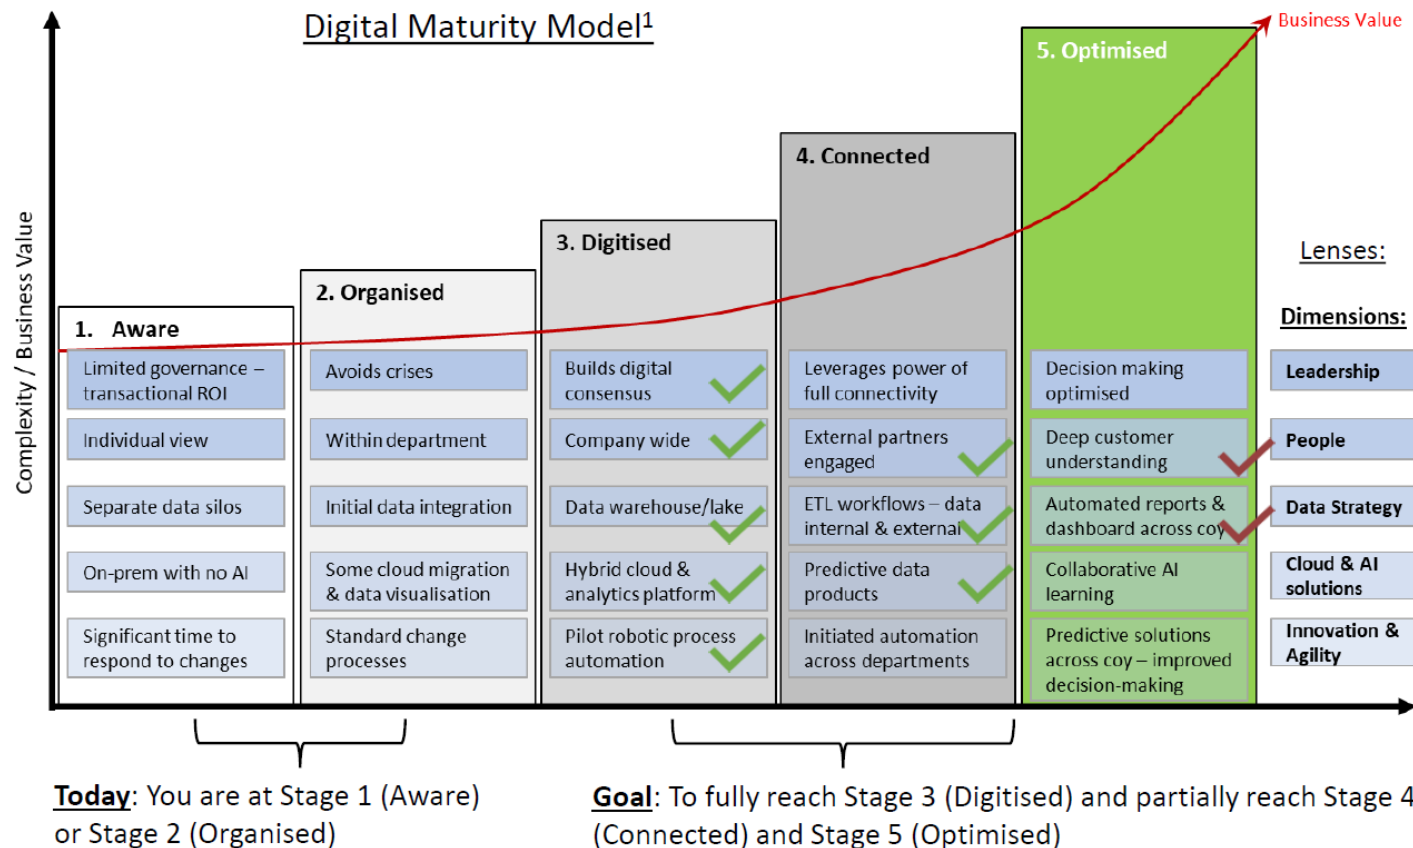 Digital Maturity Model1
Business Value
Complexity / Business Value
1. Aware
Limited governance –
transactional ROI
Individual view
Separate data silos
On-prem with no AI
Significant time to
respond to changes
2. Organised
Avoids crises
Within department
Initial data integration
Some cloud migration
& data visualisation
Standard change
processes
3. Digitised
Builds digital
consensus
Company wide
Data warehouse/lake
Hybrid cloud &
analytics platform
Pilot robotic process
automation
4. Connected
Leverages power of
full connectivity
External partners
engaged
ETL workflows – data
internal & external
Predictive data
products
Initiated automation
across departments
5. Optimised
Decision making
optimised
Deep customer
understanding
Automated reports &
dashboard across coy
Collaborative AI
learning
Predictive solutions
across coy – improved
decision-making
Lenses:
Dimensions:
Leadership
People
Data Strategy
Cloud & AI
solutions
Innovation &
Agility
Today: You are at Stage 1 (Aware)
or Stage 2 (Organised)
Goal: To fully reach Stage 3 (Digitised) and partially reach Stage 4
(Connected) and Stage 5 (Optimised)